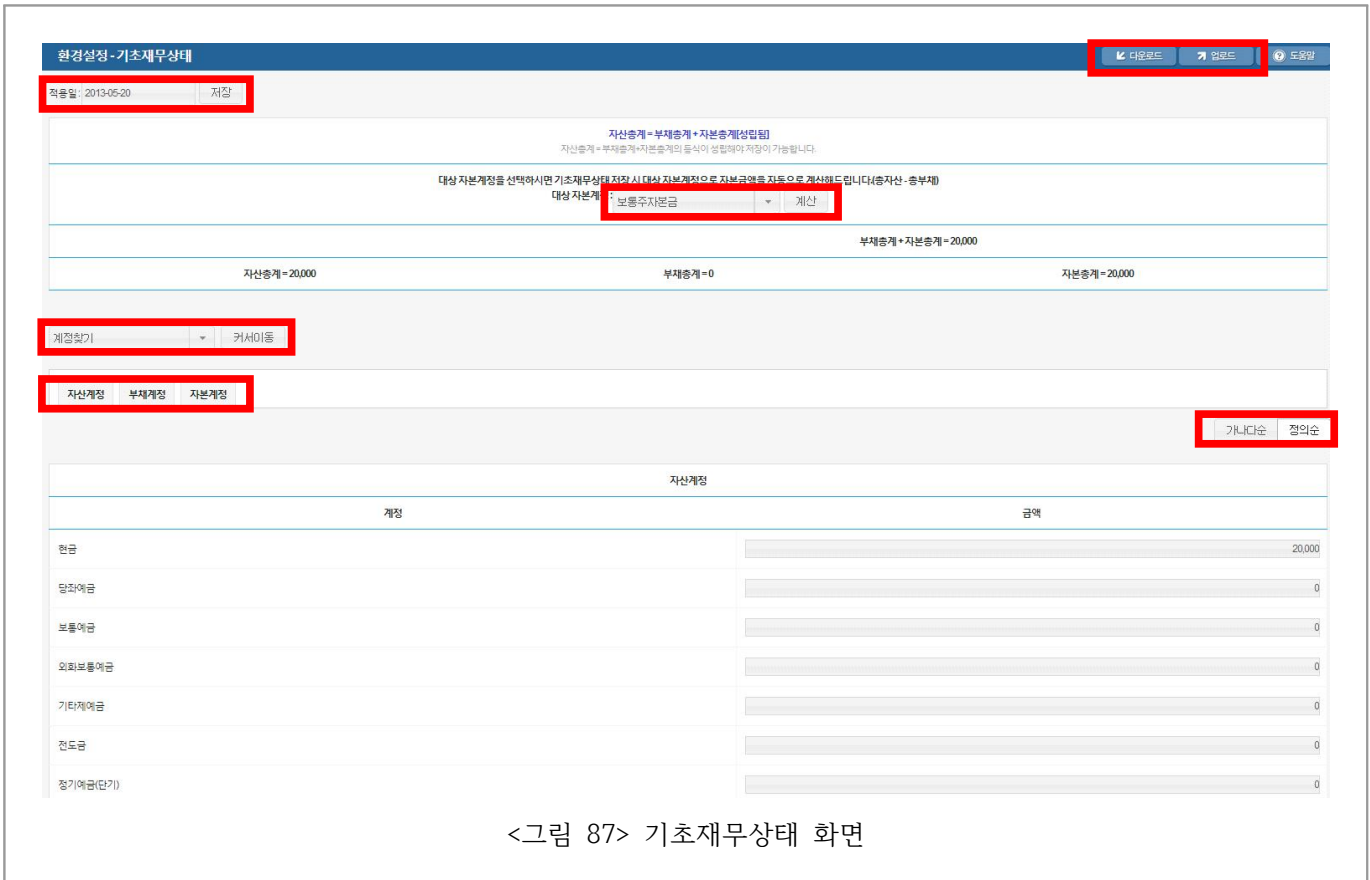 환경설정-기초재무상태
다운로드 업로드 도움말
적용일: 2013-05-20 저장
자산총계 = 부채총계 + 자본총계[성립됨]
자산총계 = 부채총계+자본총계의 등식이 성립해야 저장이 가능합니다.
대상 자본계정을 선택하시면 기초재무상태 저장 시 대상 자본계정으로 자본금액을 자동으로 계산해드립니다.(총자산 - 총부채)
대상 자본계정 : 보통주자본금 계산
부채총계 + 자본총계 = 20,000
자산총계 = 20,000 부채총계 = 0 자본총계 = 20,000
계정찾기 커서이동
자산계정 부채계정 자본계정
가나다순 정의순
자산계정
계정 금액
현금 20,000
당좌예금 0
보통예금 0
외화보통예금 0
기타제예금 0
전도금 0
정기예금(단기) 0
<그림 87> 기초재무상태 화면